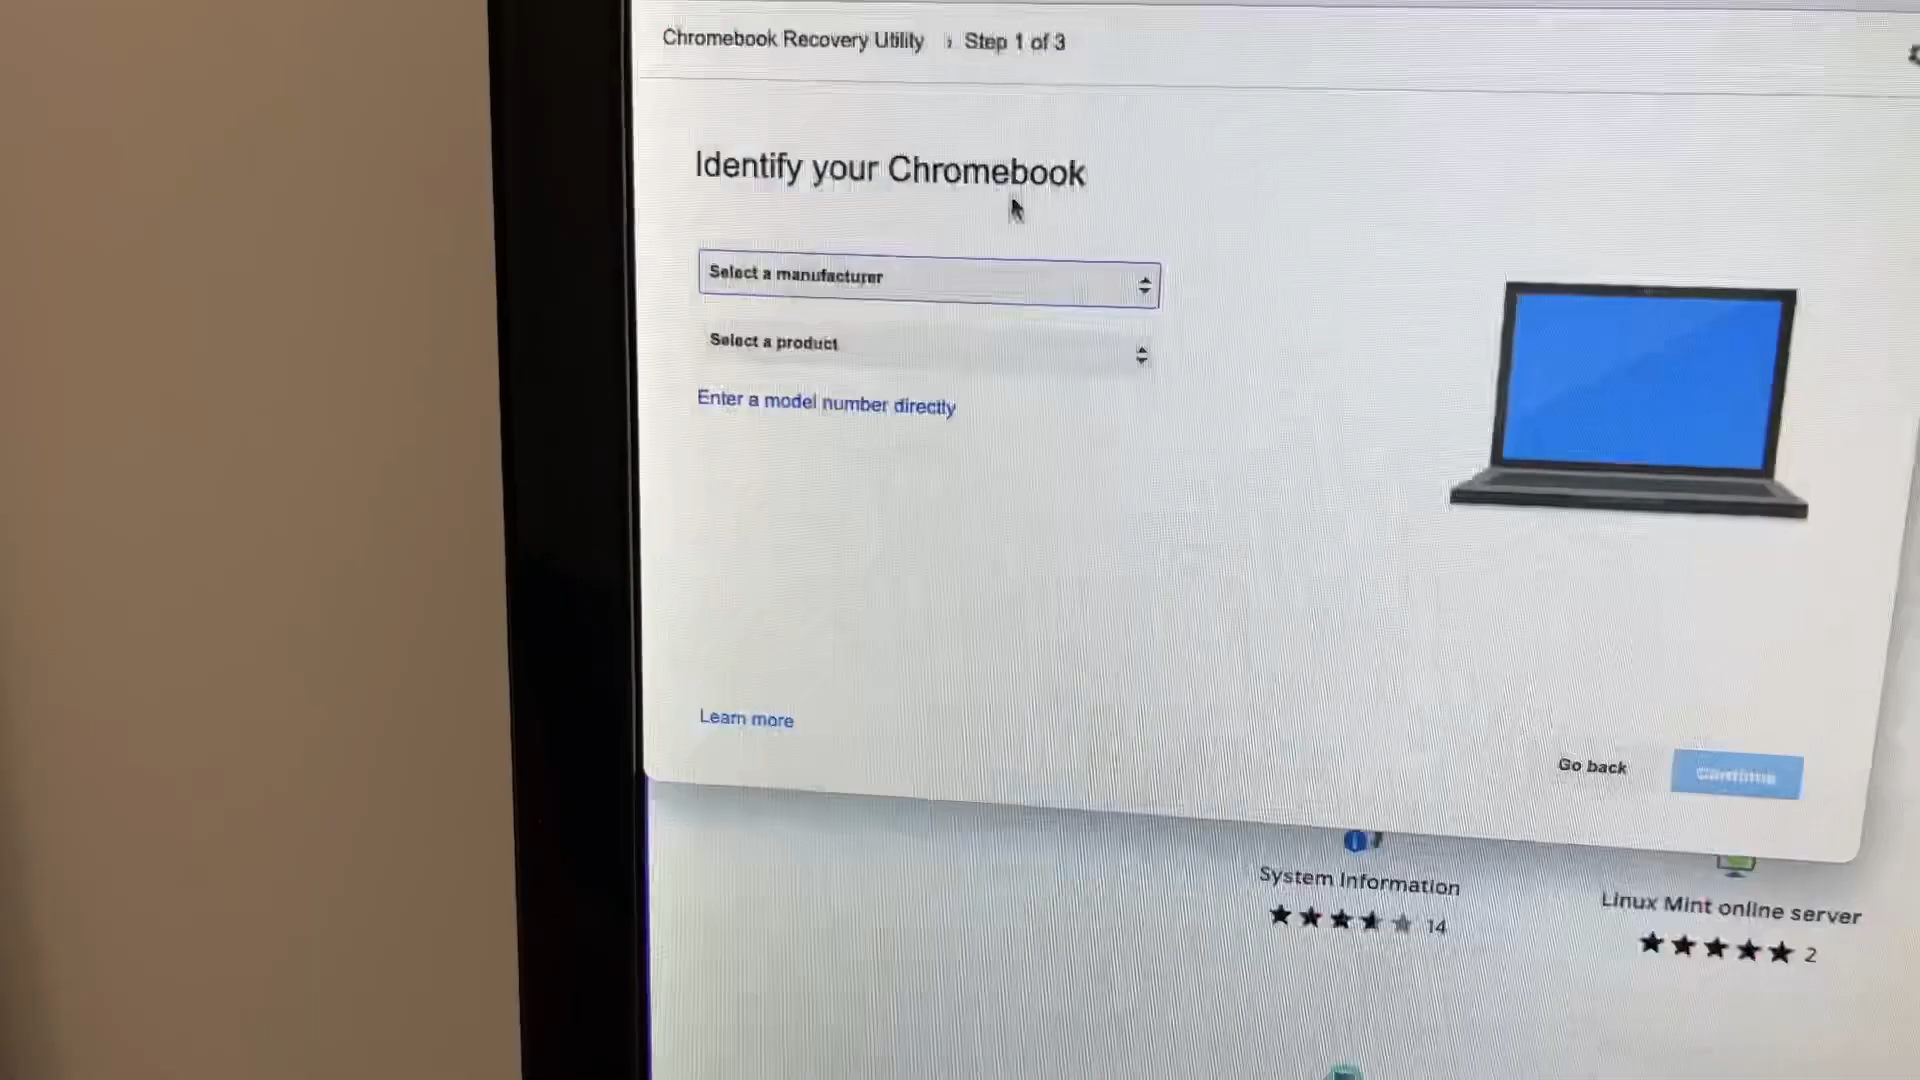 Chromebook Recovery Utility › Step 1 of 3
Identify your Chromebook
Select a manufacturer
Select a product
Enter a model number directly
Learn more
Go back
Continue
System Information
14
Linux Mint online server
2